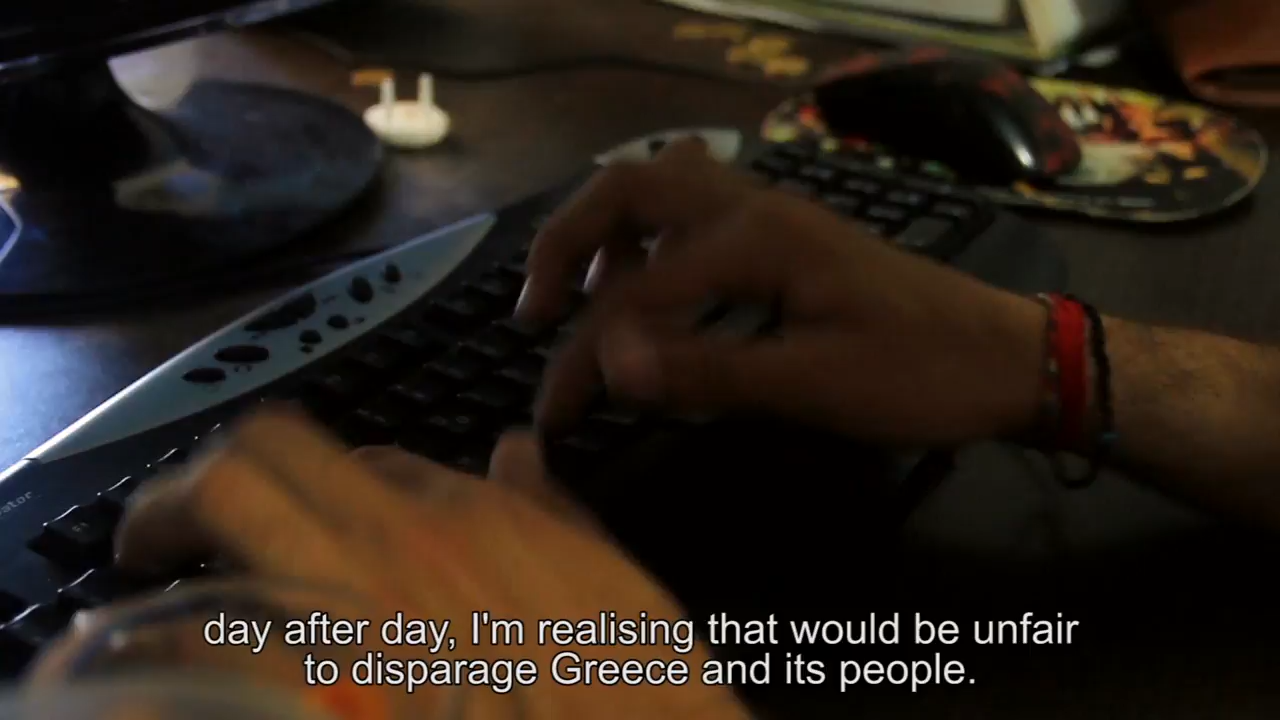 day after day, I'm realising that would be unfair
to disparage Greece and its people.